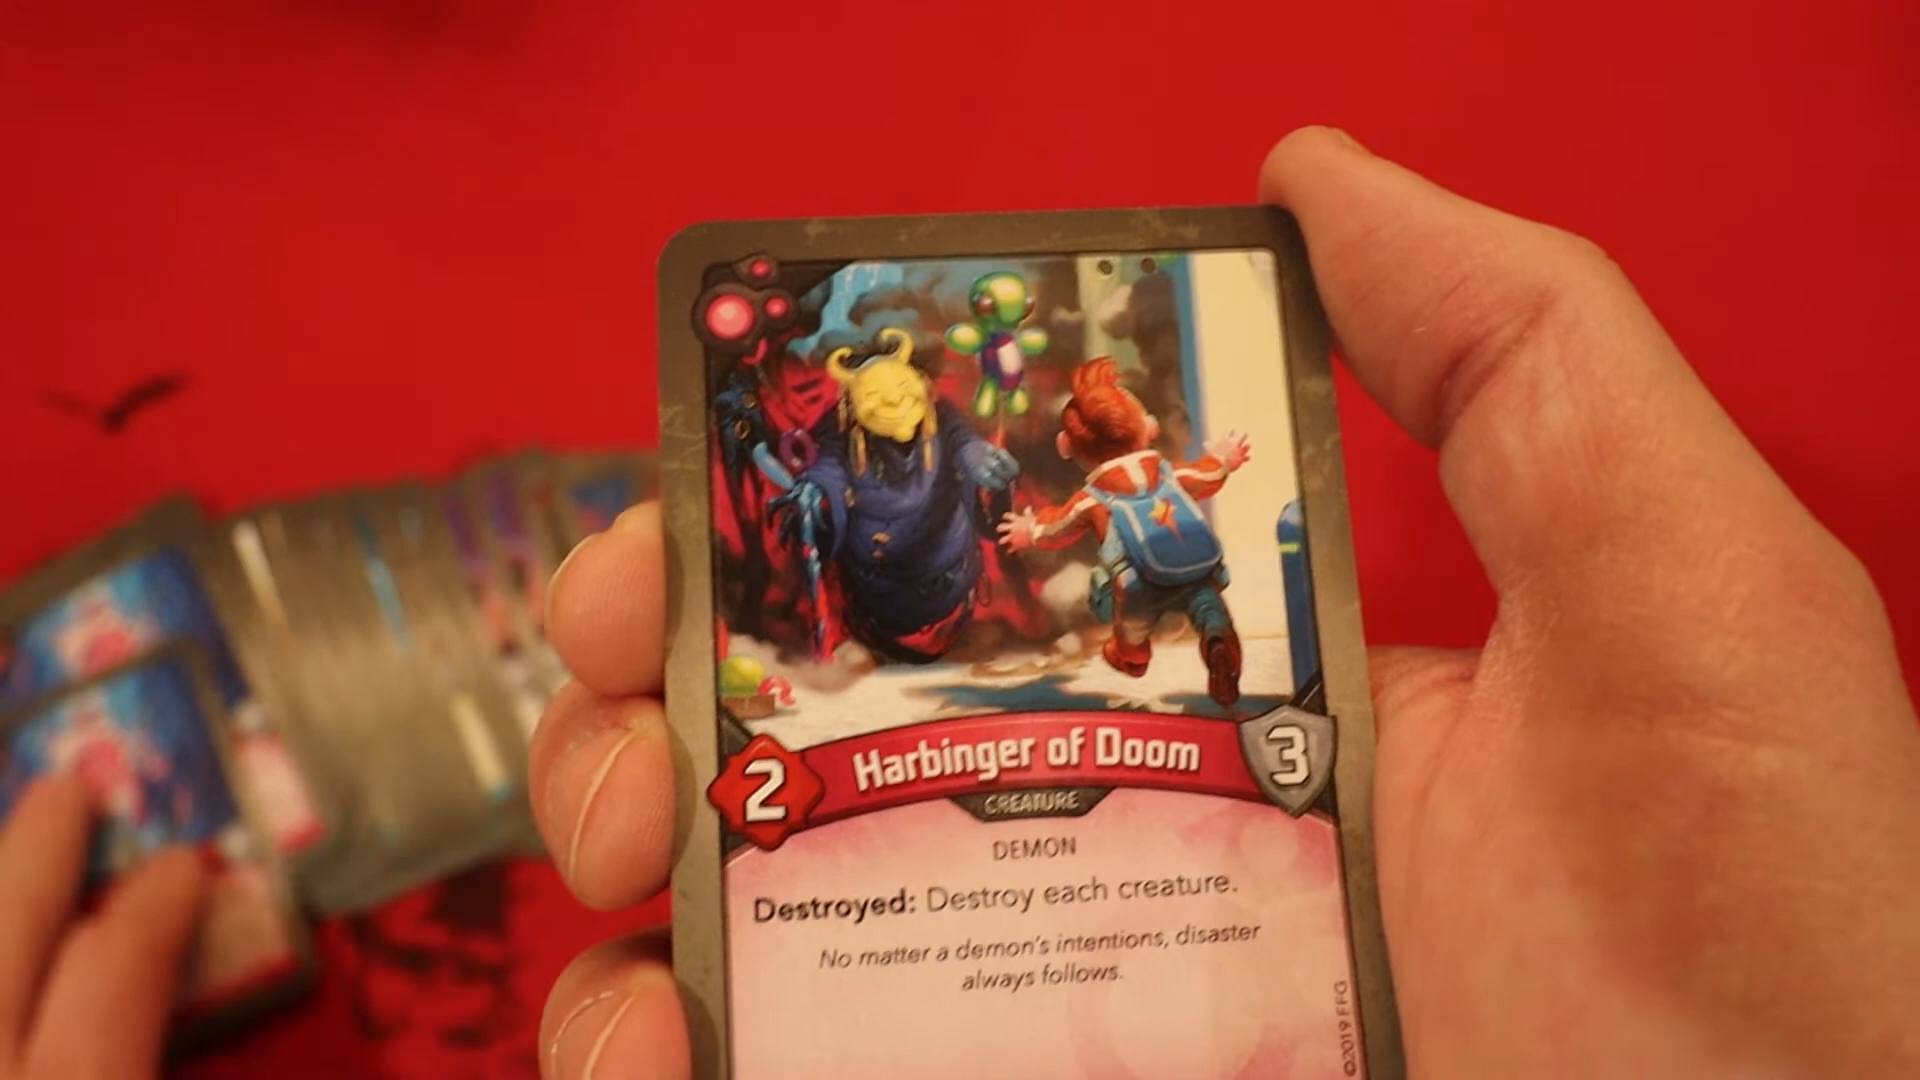 Harbinger of Doom
2
3
CREATURE
DEMON
Destroyed: Destroy each creature.
No matter a demon's intentions, disaster
always follows.
©2019 FFG